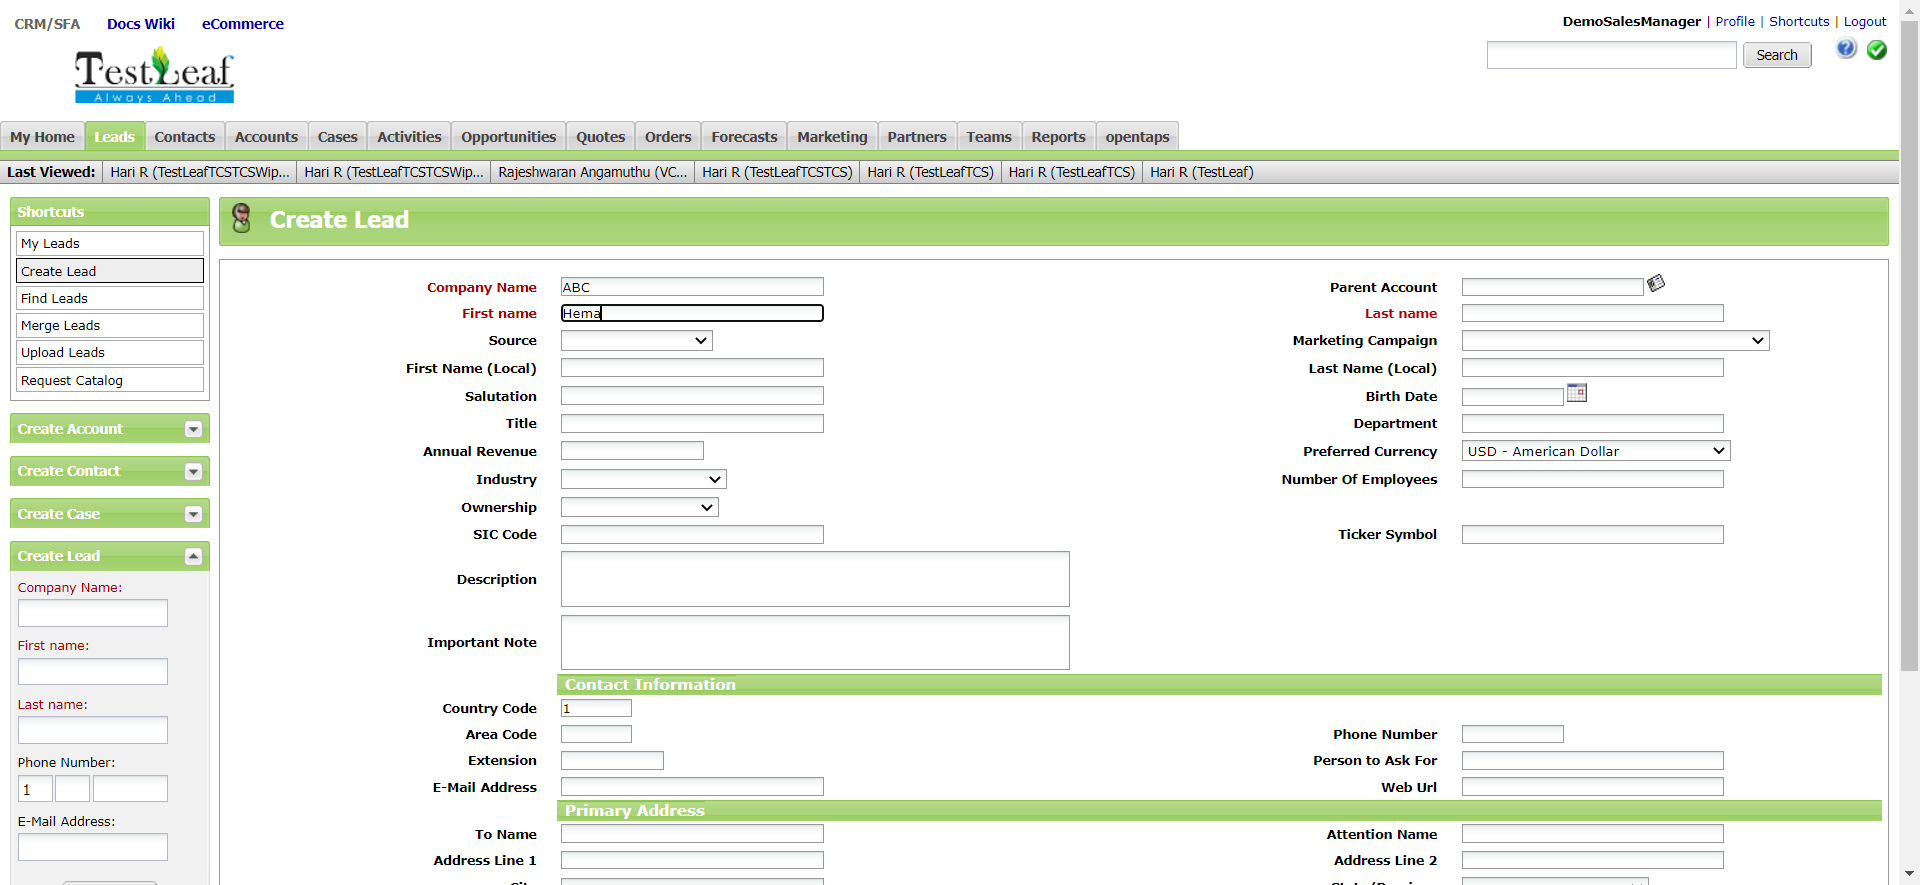 CRM/SFA Docs Wiki eCommerce
DemoSalesManager | Profile | Shortcuts | Logout
Search
TestLeaf
Always Ahead
My Home Leads Contacts Accounts Cases Activities Opportunities Quotes Orders Forecasts Marketing Partners Teams Reports opentaps
Last Viewed: Hari R (TestLeafTCSTCSWip... Hari R (TestLeafTCSTCSWip... Rajeshwaran Angamuthu (VC... Hari R (TestLeafTCSTCS) Hari R (TestLeafTCS) Hari R (TestLeafTCS) Hari R (TestLeaf)
Shortcuts
My Leads
Create Lead
Find Leads
Merge Leads
Upload Leads
Request Catalog
Create Account
Create Contact
Create Case
Create Lead
Company Name:
First name:
Last name:
Phone Number:
1
E-Mail Address:
Create Lead
Company Name ABC Parent Account
First name Hema Last name
Source Marketing Campaign
First Name (Local) Last Name (Local)
Salutation Birth Date
Title Department
Annual Revenue Preferred Currency USD - American Dollar
Industry Number Of Employees
Ownership
SIC Code Ticker Symbol
Description
Important Note
Contact Information
Country Code 1
Area Code Phone Number
Extension Person to Ask For
E-Mail Address Web Url
Primary Address
To Name Attention Name
Address Line 1 Address Line 2